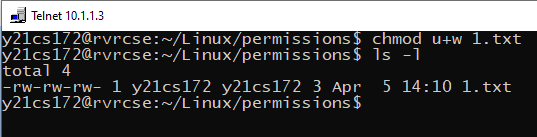 Telnet 10.1.1.3
y21cs172@rvrcse:~/Linux/permissions$ chmod u+w 1.txt
y21cs172@rvrcse:~/Linux/permissions$ ls -l
total 4
-rw-rw-rw- 1 y21cs172 y21cs172 3 Apr  5 14:10 1.txt
y21cs172@rvrcse:~/Linux/permissions$